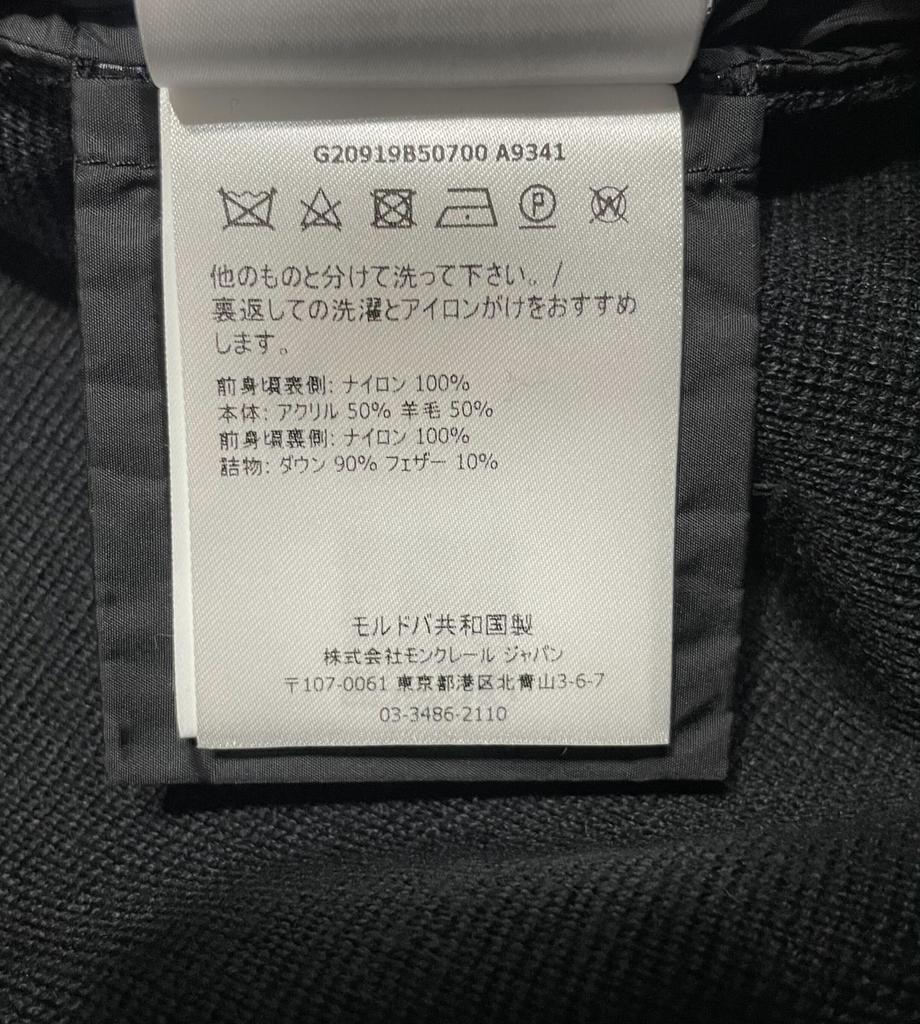 G20919B50700 A9341
P W
他のものと分けて洗って下さい。/
裏返しての洗濯とアイロンがけをおすすめ
します。
前身頃表側: ナイロン 100%
本体: アクリル 50% 羊毛 50%
前身頃裏側: ナイロン 100%
詰物: ダウン 90% フェザー 10%
モルドバ共和国製
株式会社モンクレール ジャパン
〒107-0061 東京都港区北青山3-6-7
03-3486-2110